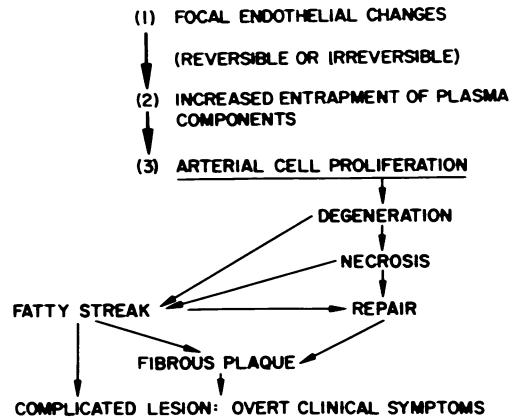 (1) FOCAL ENDOTHELIAL CHANGES
(REVERSIBLE OR IRREVERSIBLE)
(2) INCREASED ENTRAPMENT OF PLASMA
COMPONENTS
(3) ARTERIAL CELL PROLIFERATION
DEGENERATION
NECROSIS
FATTY STREAK REPAIR
FIBROUS PLAQUE
COMPLICATED LESION: OVERT CLINICAL SYMPTOMS